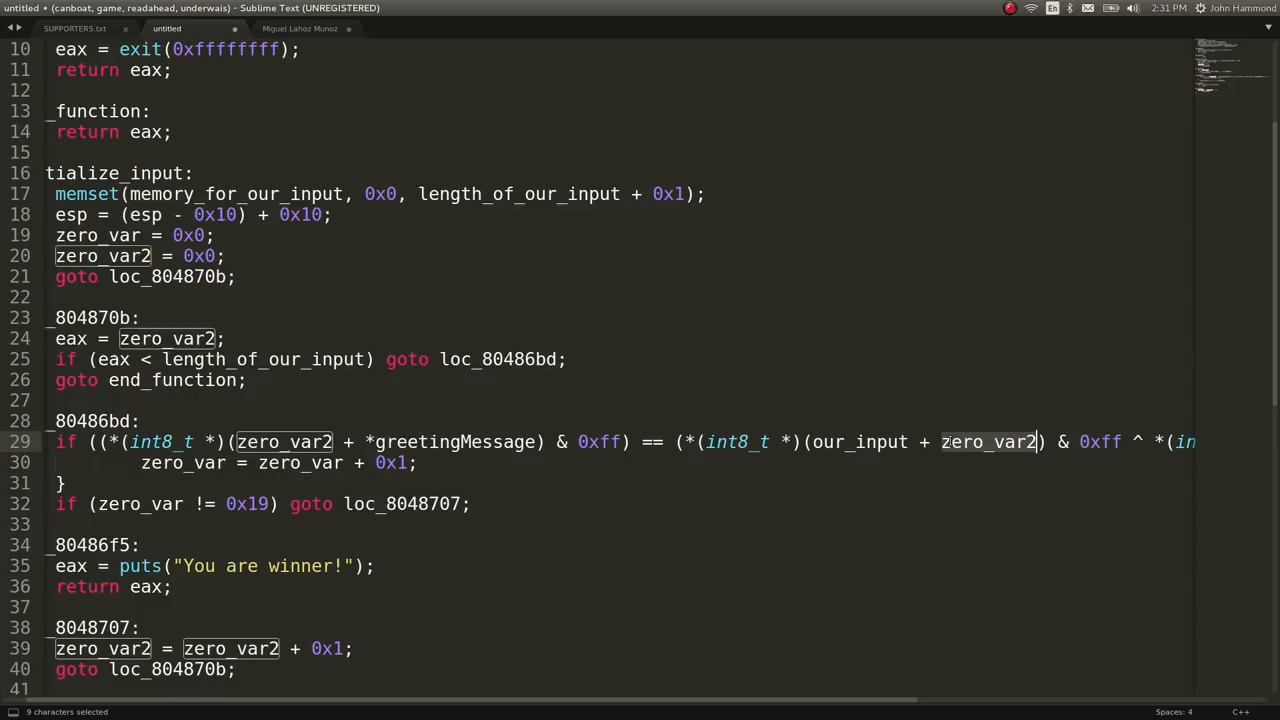 untitled • (canboat, game, readahead, underwais) - Sublime Text (UNREGISTERED)
En
2:31 PM
John Hammond
SUPPORTERS.txt
untitled
Miguel Lahoz Munoz
10 eax = exit(0xffffffff);
11 return eax;
12
13 _function:
14 return eax;
15
16 tialize_input:
17 memset(memory_for_our_input, 0x0, length_of_our_input + 0x1);
18 esp = (esp - 0x10) + 0x10;
19 zero_var = 0x0;
20 zero_var2 = 0x0;
21 goto loc_804870b;
22
23 _804870b:
24 eax = zero_var2;
25 if (eax < length_of_our_input) goto loc_80486bd;
26 goto end_function;
27
28 _80486bd:
29 if ((*(int8_t *)(zero_var2 + *greetingMessage) & 0xff) == (*(int8_t *)(our_input + zero_var2) & 0xff ^ *(in
30 zero_var = zero_var + 0x1;
31 }
32 if (zero_var != 0x19) goto loc_8048707;
33
34 _80486f5:
35 eax = puts("You are winner!");
36 return eax;
37
38 _8048707:
39 zero_var2 = zero_var2 + 0x1;
40 goto loc_804870b;
41
9 characters selected
Spaces: 4
C++